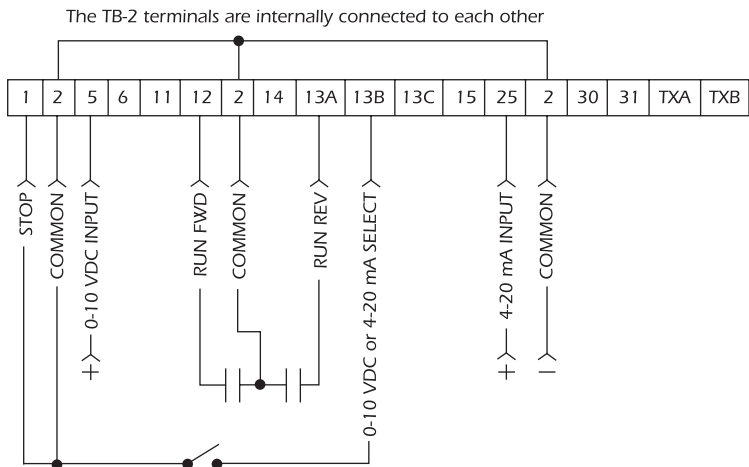 The TB-2 terminals are internally connected to each other
1 2 5 6 11 12 2 14 13A 13B 13C 15 25 2 30 31 TXA TXB
STOP
COMMON
0-10 VDC INPUT
+
RUN FWD
COMMON
RUN REV
0-10 VDC or 4-20 mA SELECT
4-20 mA INPUT
+
COMMON
–